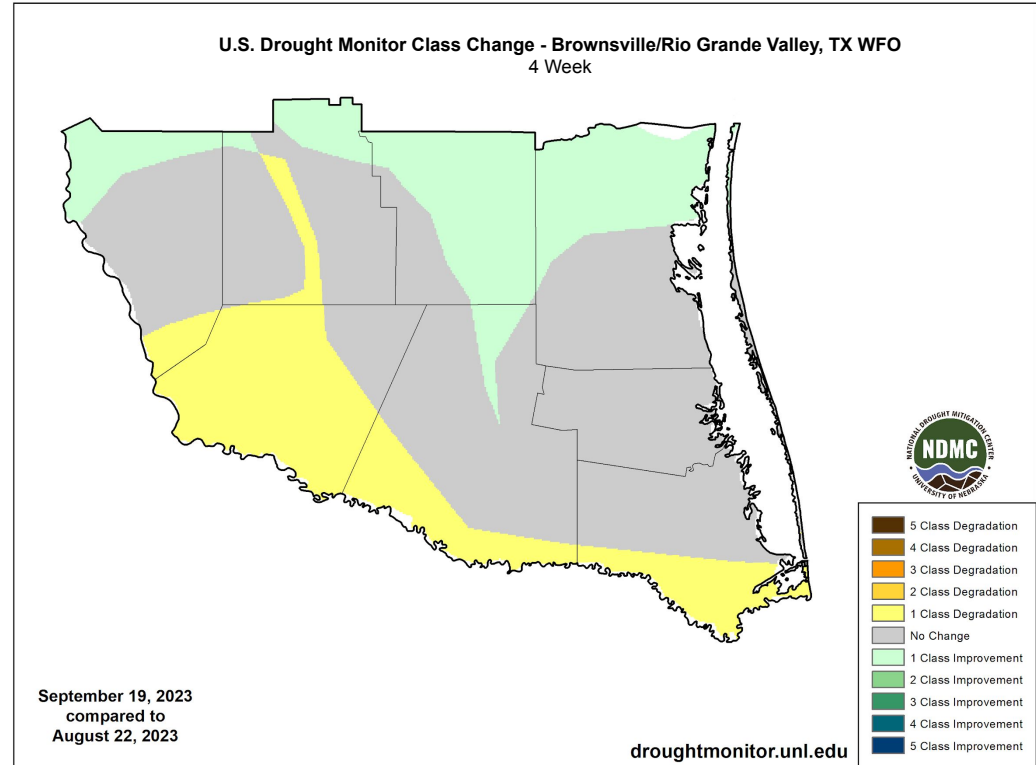 U.S. Drought Monitor Class Change - Brownsville/Rio Grande Valley, TX WFO
4 Week
NATIONAL DROUGHT MITIGATION CENTER
NDMC
UNIVERSITY OF NEBRASKA
5 Class Degradation
4 Class Degradation
3 Class Degradation
2 Class Degradation
1 Class Degradation
No Change
1 Class Improvement
2 Class Improvement
3 Class Improvement
4 Class Improvement
5 Class Improvement
September 19, 2023
compared to
August 22, 2023
droughtmonitor.unl.edu